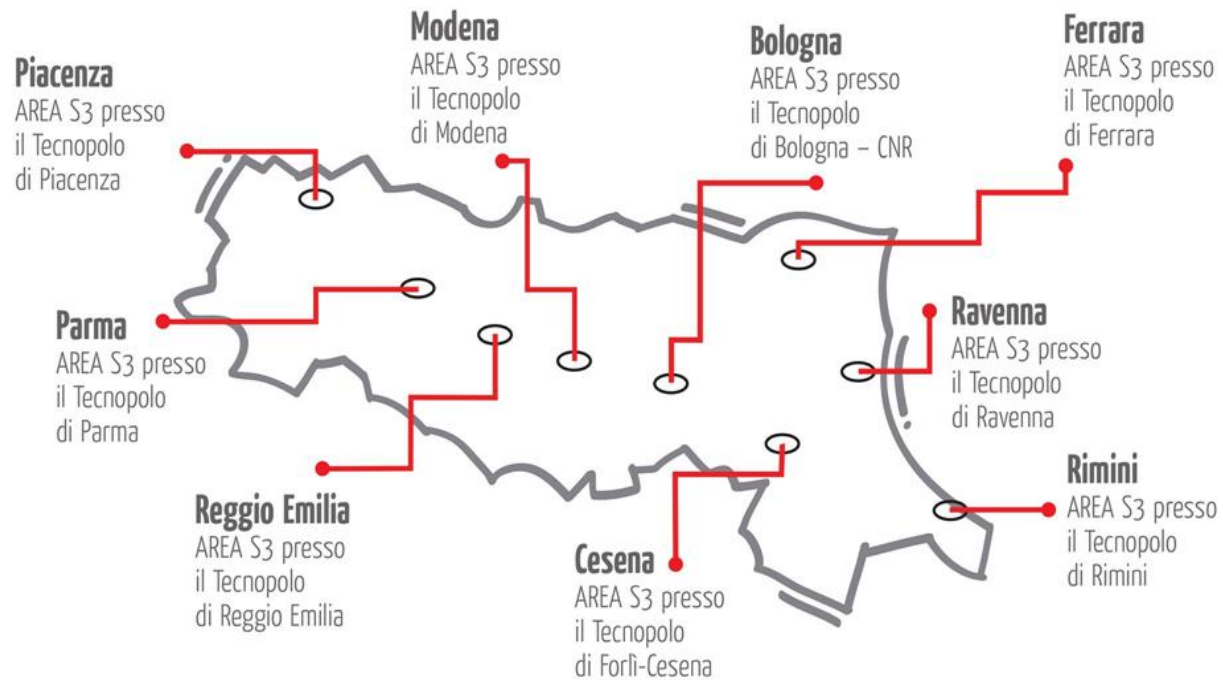 Piacenza
AREA S3 presso
il Tecnopolo
di Piacenza
Modena
AREA S3 presso
il Tecnopolo
di Modena
Bologna
AREA S3 presso
il Tecnopolo
di Bologna – CNR
Ferrara
AREA S3 presso
il Tecnopolo
di Ferrara
Parma
AREA S3 presso
il Tecnopolo
di Parma
Ravenna
AREA S3 presso
il Tecnopolo
di Ravenna
Reggio Emilia
AREA S3 presso
il Tecnopolo
di Reggio Emilia
Cesena
AREA S3 presso
il Tecnopolo
di Forlì-Cesena
Rimini
AREA S3 presso
il Tecnopolo
di Rimini